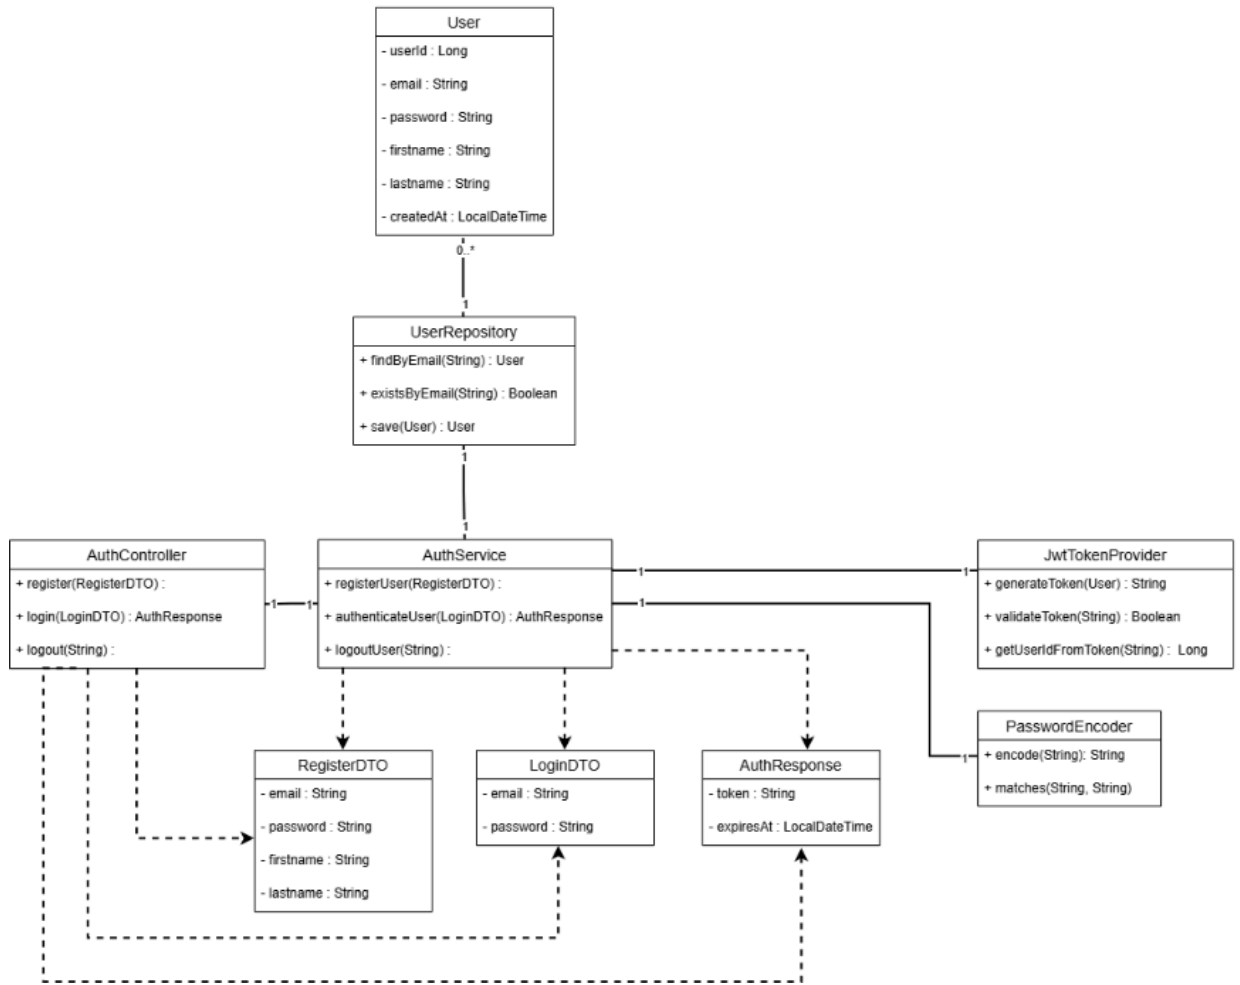 User
- userId : Long
- email : String
- password : String
- firstname : String
- lastname : String
- createdAt : LocalDateTime
0..*
1
UserRepository
+ findByEmail(String) : User
+ existsByEmail(String) : Boolean
+ save(User) : User
1
1
AuthController
+ register(RegisterDTO) :
+ login(LoginDTO) : AuthResponse
+ logout(String) :
1
1
AuthService
+ registerUser(RegisterDTO) :
+ authenticateUser(LoginDTO) : AuthResponse
+ logoutUser(String) :
1
1
1
1
JwtTokenProvider
+ generateToken(User) : String
+ validateToken(String) : Boolean
+ getUserIdFromToken(String) : Long
PasswordEncoder
+ encode(String): String
+ matches(String, String)
RegisterDTO
- email : String
- password : String
- firstname : String
- lastname : String
LoginDTO
- email : String
- password : String
AuthResponse
- token : String
- expiresAt : LocalDateTime